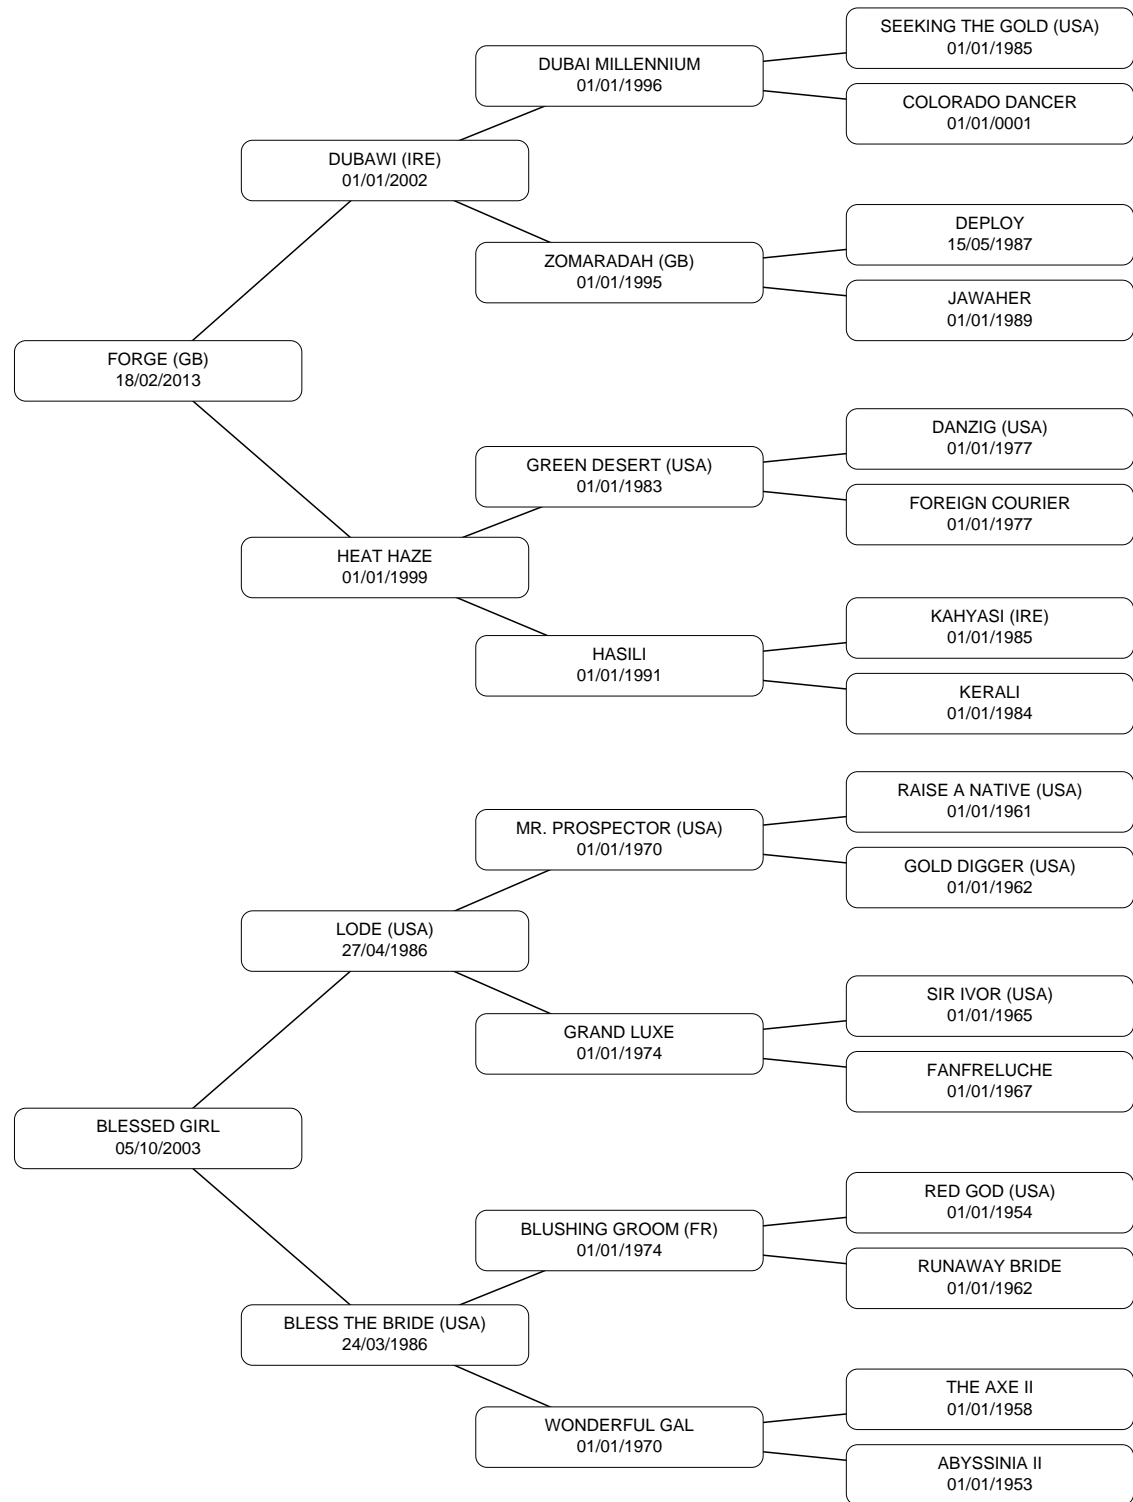 SEEKING THE GOLD (USA)
01/01/1985
DUBAI MILLENNIUM
01/01/1996
COLORADO DANCER
01/01/0001
DUBAWI (IRE)
01/01/2002
DEPLOY
15/05/1987
ZOMARADAH (GB)
01/01/1995
JAWAHER
01/01/1989
FORGE (GB)
18/02/2013
DANZIG (USA)
01/01/1977
GREEN DESERT (USA)
01/01/1983
FOREIGN COURIER
01/01/1977
HEAT HAZE
01/01/1999
KAHYASI (IRE)
01/01/1985
HASILI
01/01/1991
KERALI
01/01/1984
RAISE A NATIVE (USA)
01/01/1961
MR. PROSPECTOR (USA)
01/01/1970
GOLD DIGGER (USA)
01/01/1962
LODE (USA)
27/04/1986
SIR IVOR (USA)
01/01/1965
GRAND LUXE
01/01/1974
FANFRELUCHE
01/01/1967
BLESSED GIRL
05/10/2003
RED GOD (USA)
01/01/1954
BLUSHING GROOM (FR)
01/01/1974
RUNAWAY BRIDE
01/01/1962
BLESS THE BRIDE (USA)
24/03/1986
THE AXE II
01/01/1958
WONDERFUL GAL
01/01/1970
ABYSSINIA II
01/01/1953